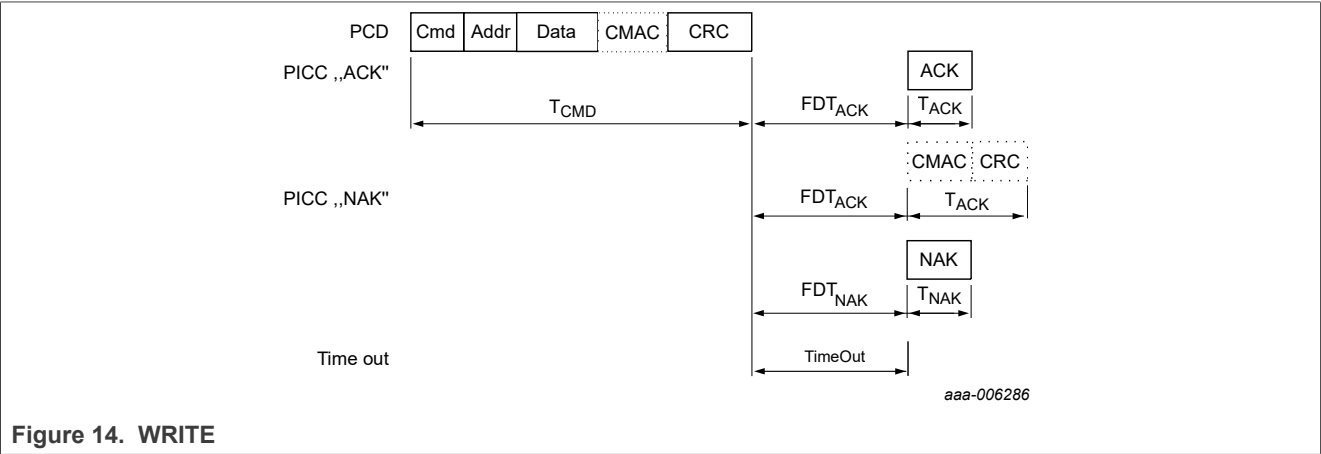 PCD Cmd Addr Data CMAC CRC
PICC ,,ACK" ACK
TCMD FDTACK TACK
CMAC CRC
PICC ,,NAK" FDTACK TACK
NAK
FDTNAK TNAK
Time out TimeOut
aaa-006286
Figure 14. WRITE